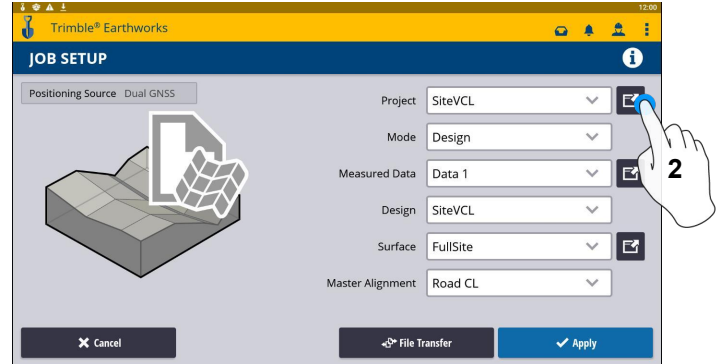 12:00
Trimble® Earthworks
JOB SETUP
Positioning Source Dual GNSS
Project SiteVCL
Mode Design
2
Measured Data Data 1
Design SiteVCL
Surface FullSite
Master Alignment Road CL
Cancel File Transfer Apply